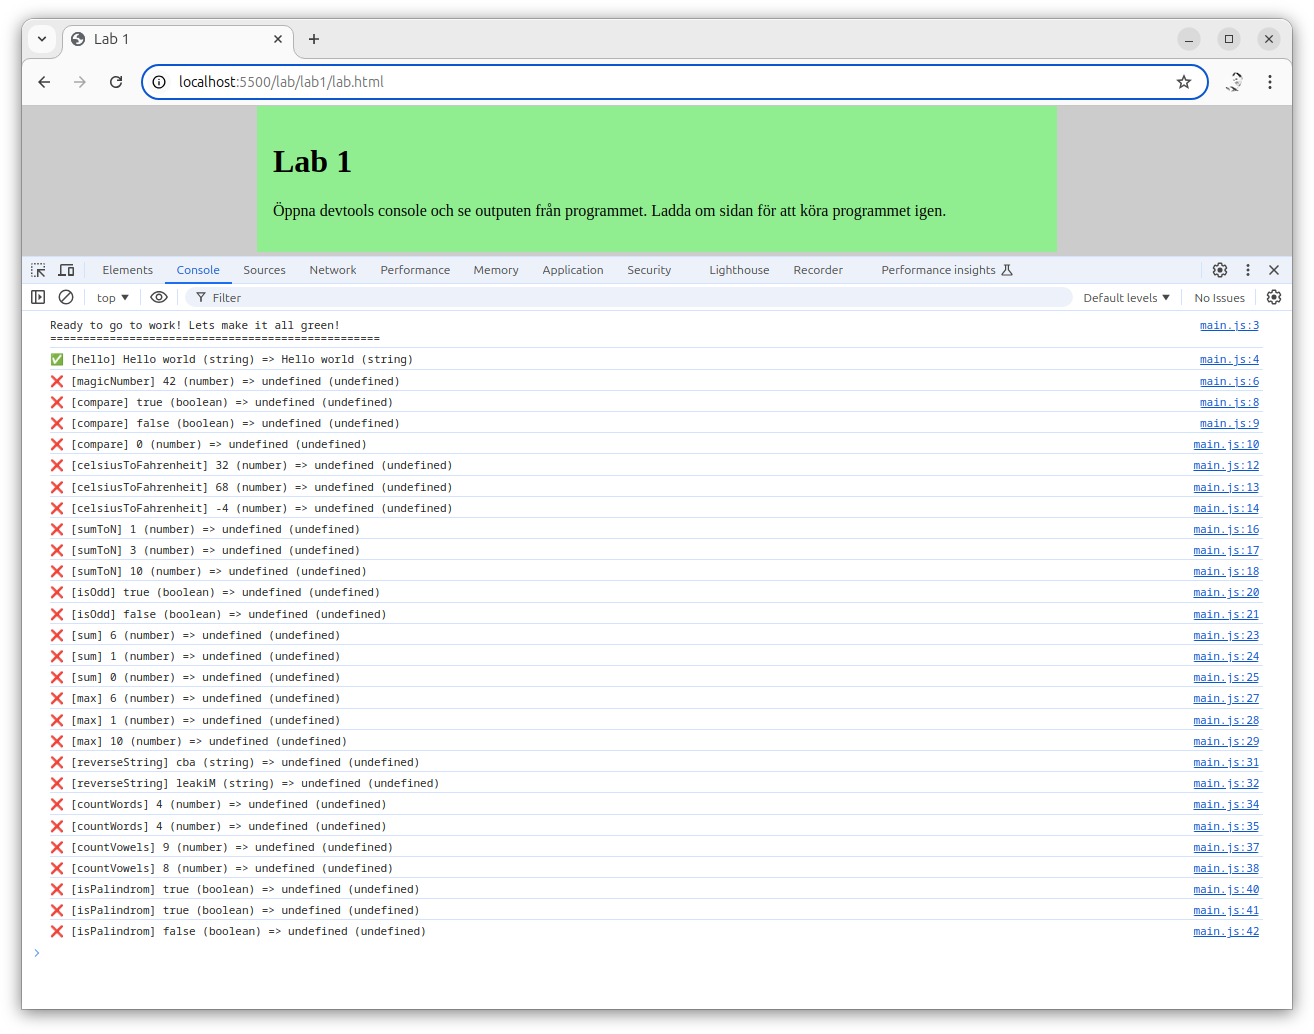 Lab 1
localhost:5500/lab/lab1/lab.html
Lab 1
Öppna devtools console och se outputen från programmet. Ladda om sidan för att köra programmet igen.
Elements Console Sources Network Performance Memory Application Security Lighthouse Recorder Performance insights
top Filter Default levels No Issues
Ready to go to work! Lets make it all green! main.js:3
==================================================
✅ [hello] Hello world (string) => Hello world (string) main.js:4
❌ [magicNumber] 42 (number) => undefined (undefined) main.js:6
❌ [compare] true (boolean) => undefined (undefined) main.js:8
❌ [compare] false (boolean) => undefined (undefined) main.js:9
❌ [compare] 0 (number) => undefined (undefined) main.js:10
❌ [celsiusToFahrenheit] 32 (number) => undefined (undefined) main.js:12
❌ [celsiusToFahrenheit] 68 (number) => undefined (undefined) main.js:13
❌ [celsiusToFahrenheit] -4 (number) => undefined (undefined) main.js:14
❌ [sumToN] 1 (number) => undefined (undefined) main.js:16
❌ [sumToN] 3 (number) => undefined (undefined) main.js:17
❌ [sumToN] 10 (number) => undefined (undefined) main.js:18
❌ [isOdd] true (boolean) => undefined (undefined) main.js:20
❌ [isOdd] false (boolean) => undefined (undefined) main.js:21
❌ [sum] 6 (number) => undefined (undefined) main.js:23
❌ [sum] 1 (number) => undefined (undefined) main.js:24
❌ [sum] 0 (number) => undefined (undefined) main.js:25
❌ [max] 6 (number) => undefined (undefined) main.js:27
❌ [max] 1 (number) => undefined (undefined) main.js:28
❌ [max] 10 (number) => undefined (undefined) main.js:29
❌ [reverseString] cba (string) => undefined (undefined) main.js:31
❌ [reverseString] leakiM (string) => undefined (undefined) main.js:32
❌ [countWords] 4 (number) => undefined (undefined) main.js:34
❌ [countWords] 4 (number) => undefined (undefined) main.js:35
❌ [countVowels] 9 (number) => undefined (undefined) main.js:37
❌ [countVowels] 8 (number) => undefined (undefined) main.js:38
❌ [isPalindrom] true (boolean) => undefined (undefined) main.js:40
❌ [isPalindrom] true (boolean) => undefined (undefined) main.js:41
❌ [isPalindrom] false (boolean) => undefined (undefined) main.js:42